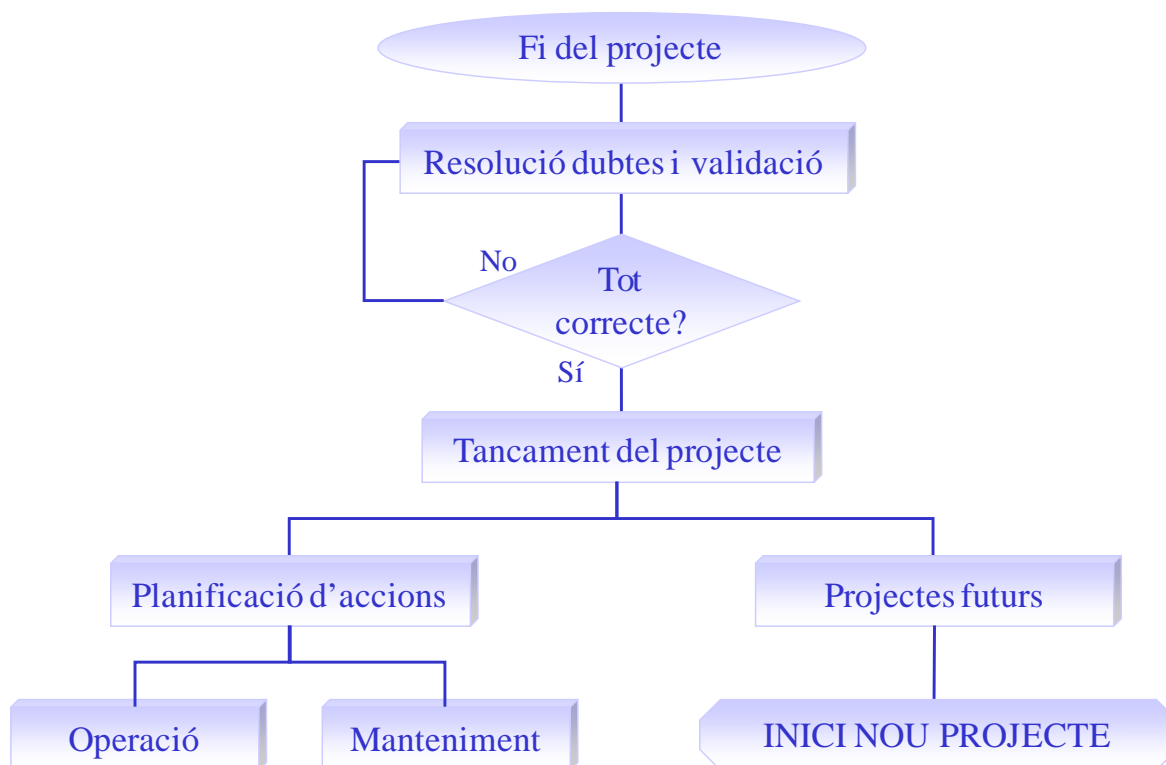 Fi del projecte
Resolució dubtes i validació
No
Tot
correcte?
Sí
Tancament del projecte
Planificació d’accions
Projectes futurs
Operació
Manteniment
INICI NOU PROJECTE